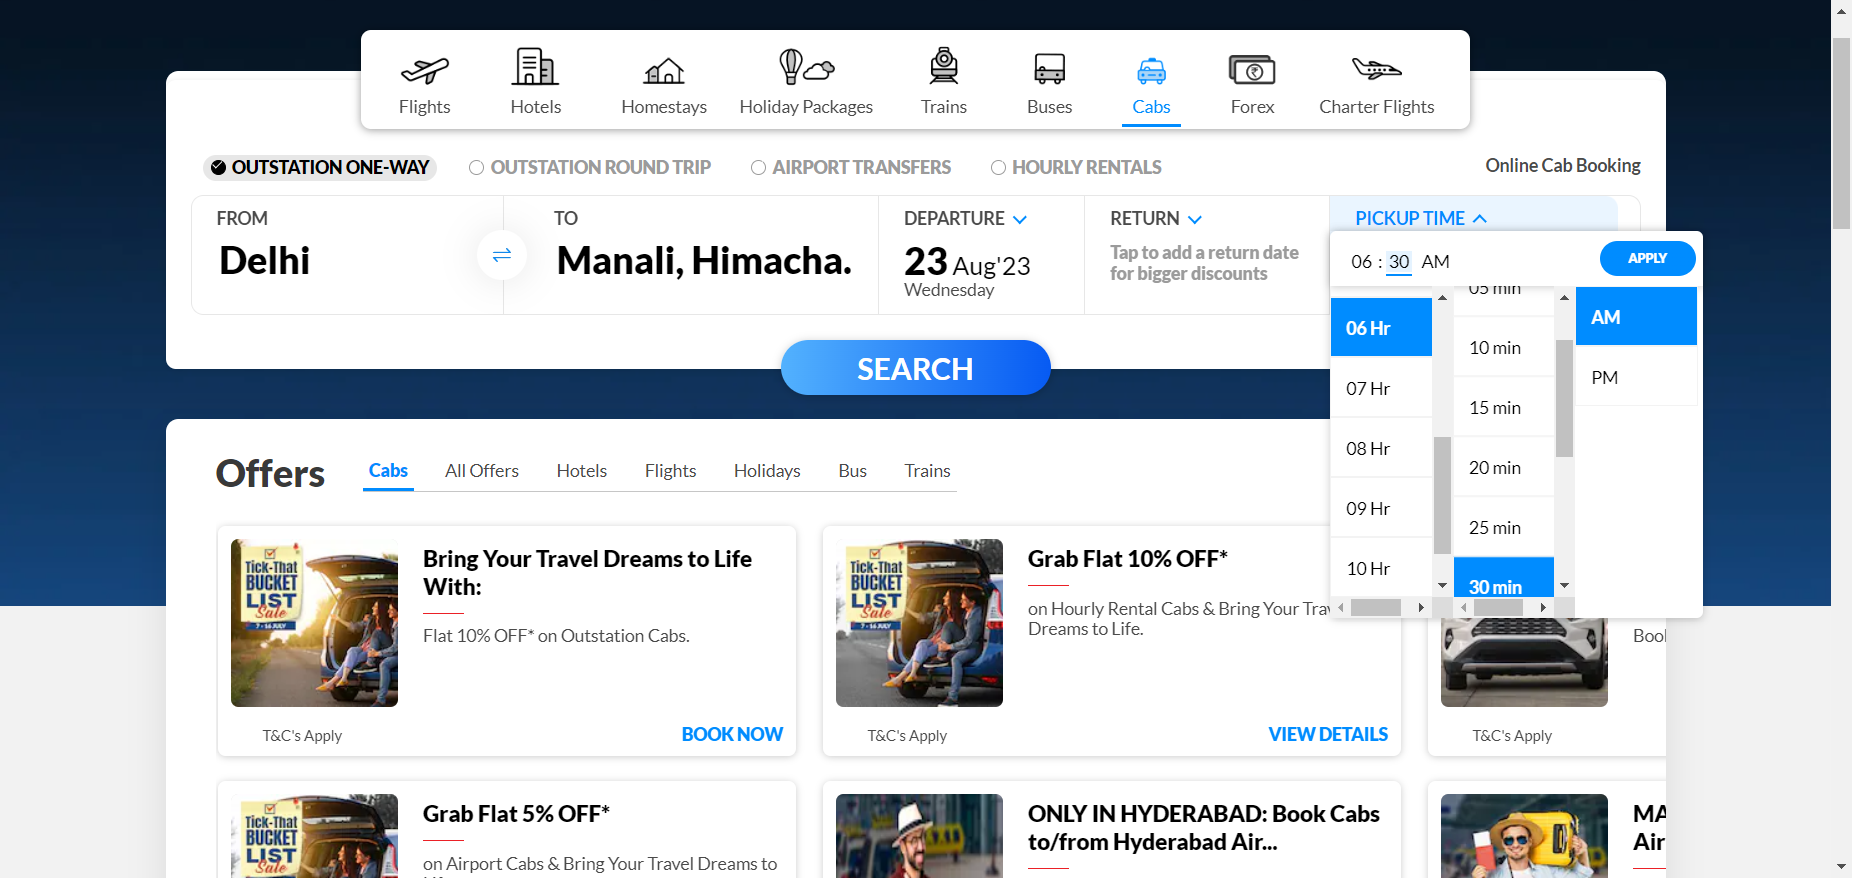 Flights
Hotels
Homestays
Holiday Packages
Trains
Buses
Cabs
Forex
Charter Flights
OUTSTATION ONE-WAY
OUTSTATION ROUND TRIP
AIRPORT TRANSFERS
HOURLY RENTALS
Online Cab Booking
FROM
Delhi
TO
Manali, Himacha.
DEPARTURE
23 Aug'23
Wednesday
RETURN
Tap to add a return date
for bigger discounts
PICKUP TIME
06 : 30 AM
APPLY
06 Hr
07 Hr
08 Hr
09 Hr
10 Hr
05 min
10 min
15 min
20 min
25 min
30 min
AM
PM
SEARCH
Offers
Cabs
All Offers
Hotels
Flights
Holidays
Bus
Trains
Tick-That
BUCKET
LIST
Sale
7 - 16 JULY
Bring Your Travel Dreams to Life
With:
Flat 10% OFF* on Outstation Cabs.
T&C's Apply
BOOK NOW
Tick-That
BUCKET
LIST
Sale
7 - 16 JULY
Grab Flat 10% OFF*
on Hourly Rental Cabs & Bring Your
Dreams to Life.
T&C's Apply
VIEW DETAILS
T&C's Apply
Tick-That
BUCKET
LIST
Sale
Grab Flat 5% OFF*
on Airport Cabs & Bring Your Travel Dreams to
ONLY IN HYDERABAD: Book Cabs
to/from Hyderabad Air...
MA
Air